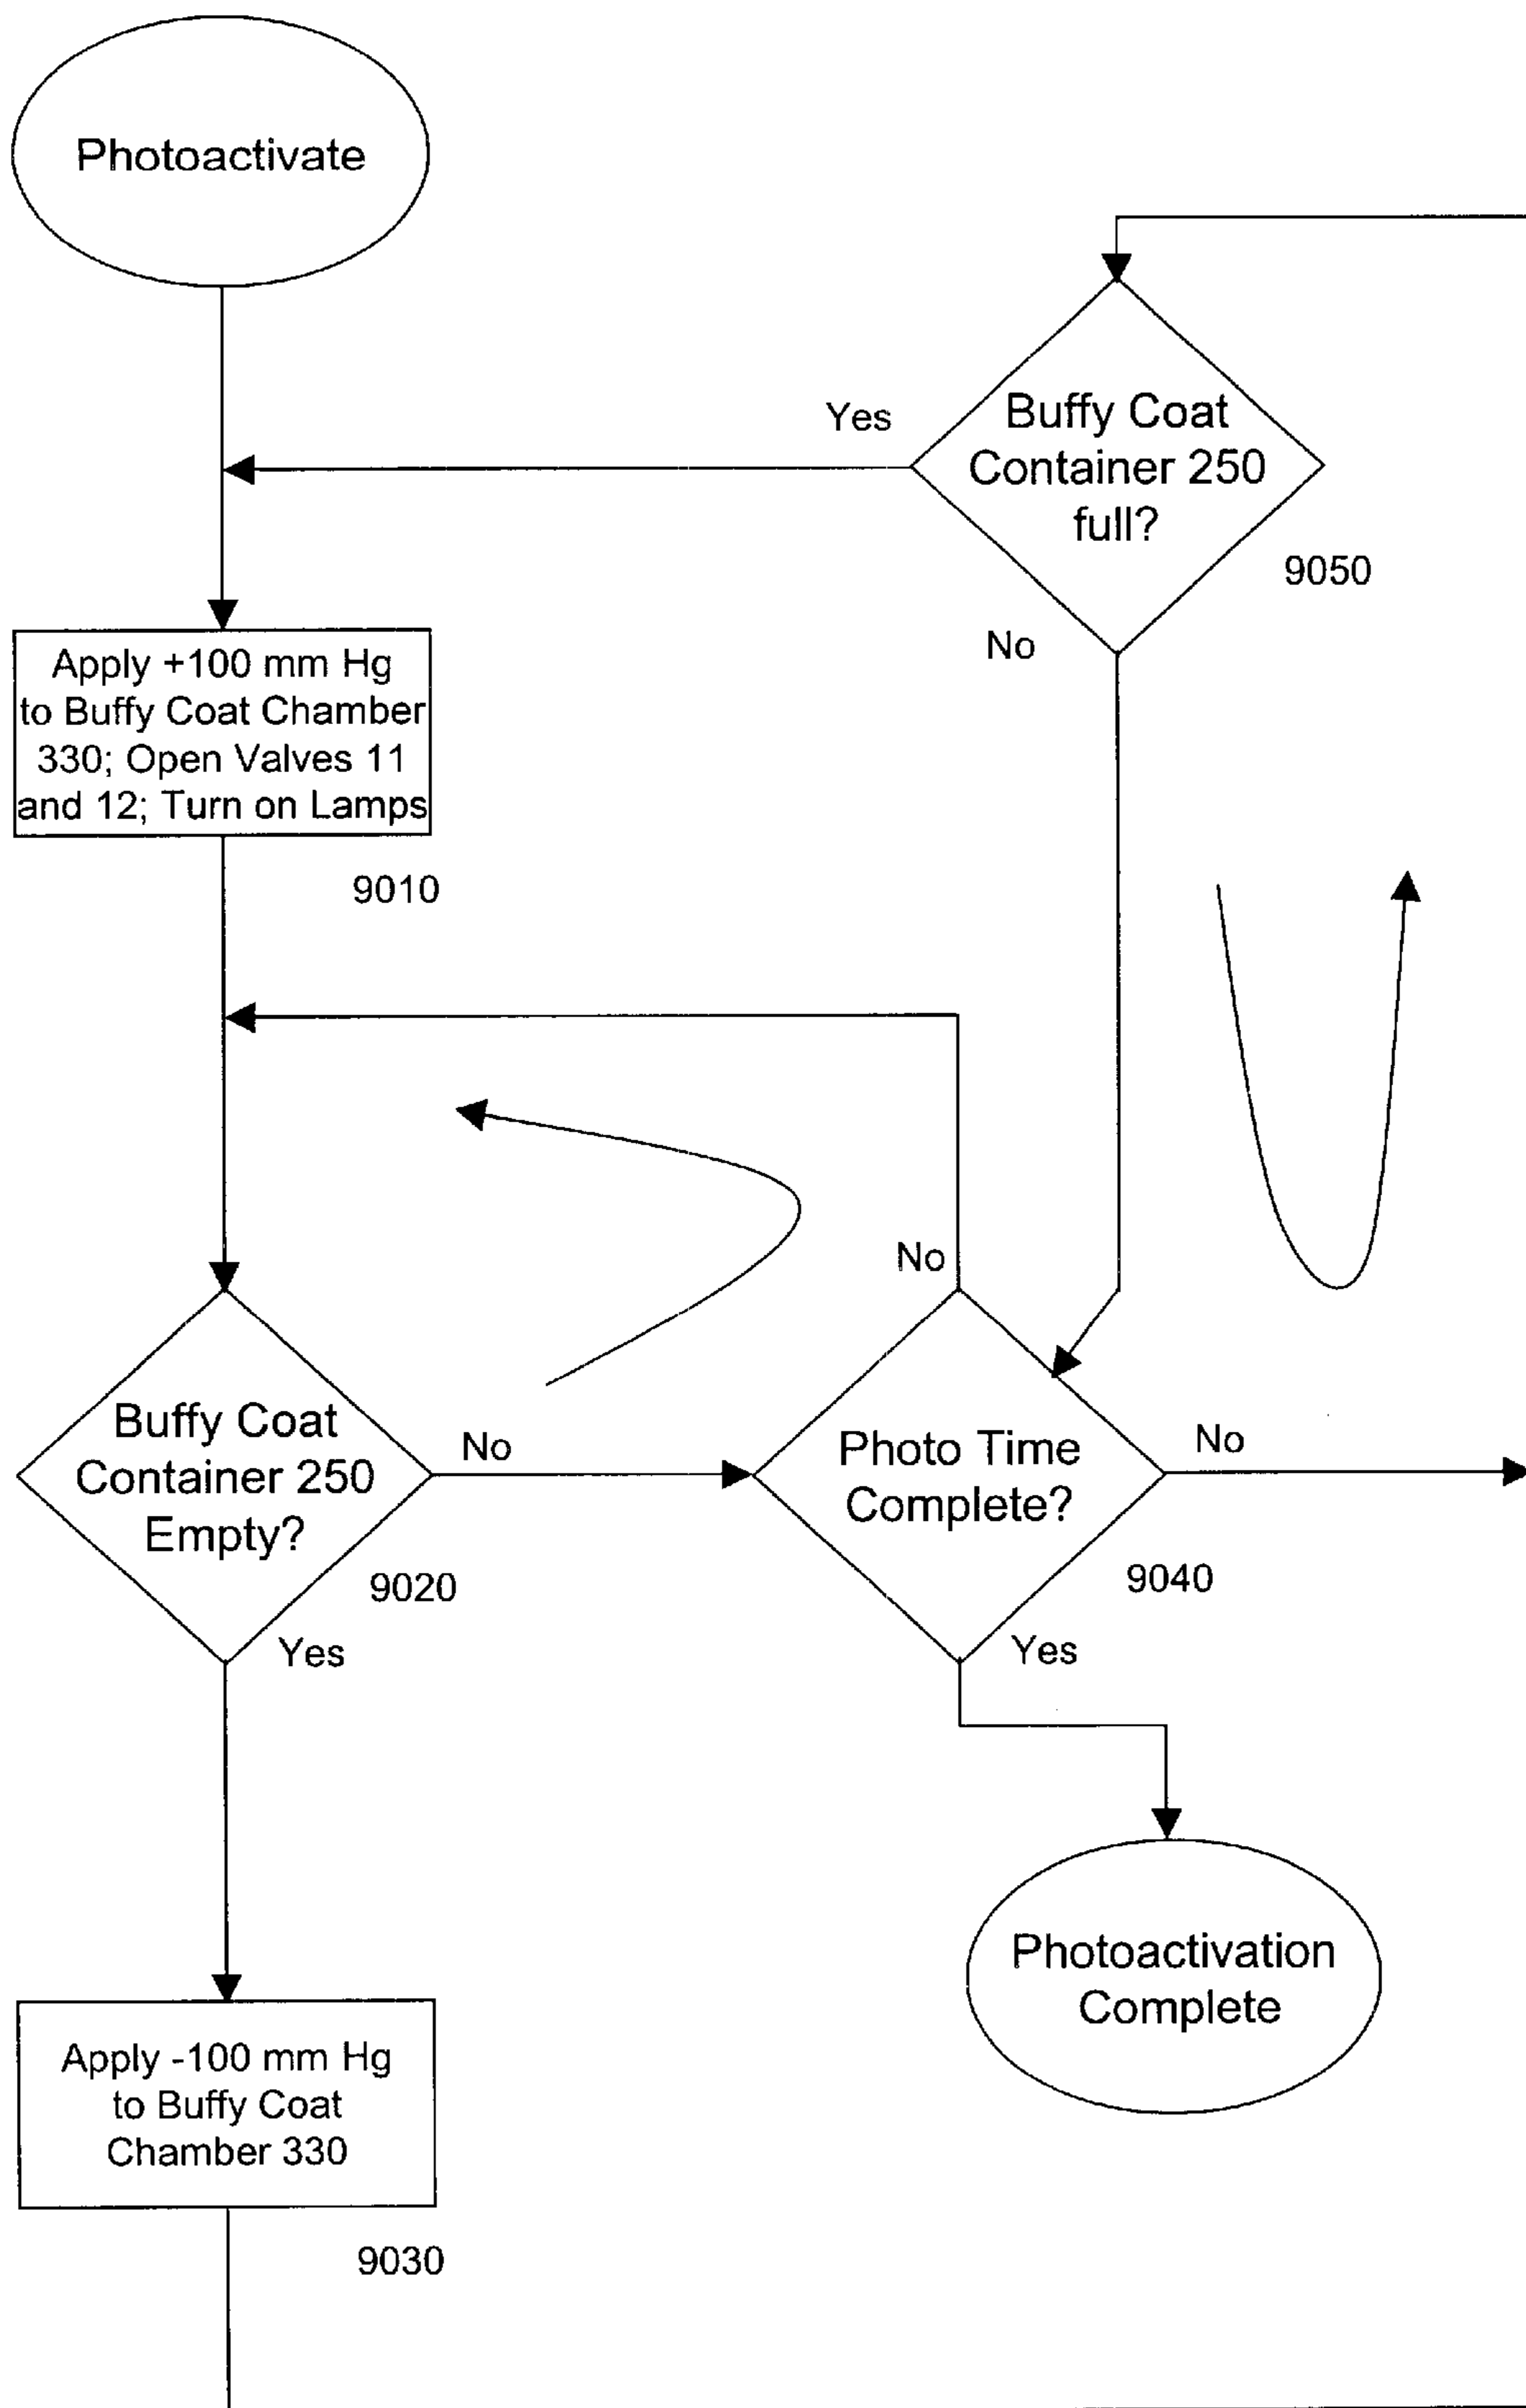 Photoactivate
Yes
Buffy Coat
Container 250
full?
9050
No
Apply +100 mm Hg
to Buffy Coat Chamber
330; Open Valves 11
and 12; Turn on Lamps
9010
No
Buffy Coat
Container 250
Empty?
No
9020
Yes
Photo Time
Complete?
No
9040
Yes
Photoactivation
Complete
Apply -100 mm Hg
to Buffy Coat
Chamber 330
9030